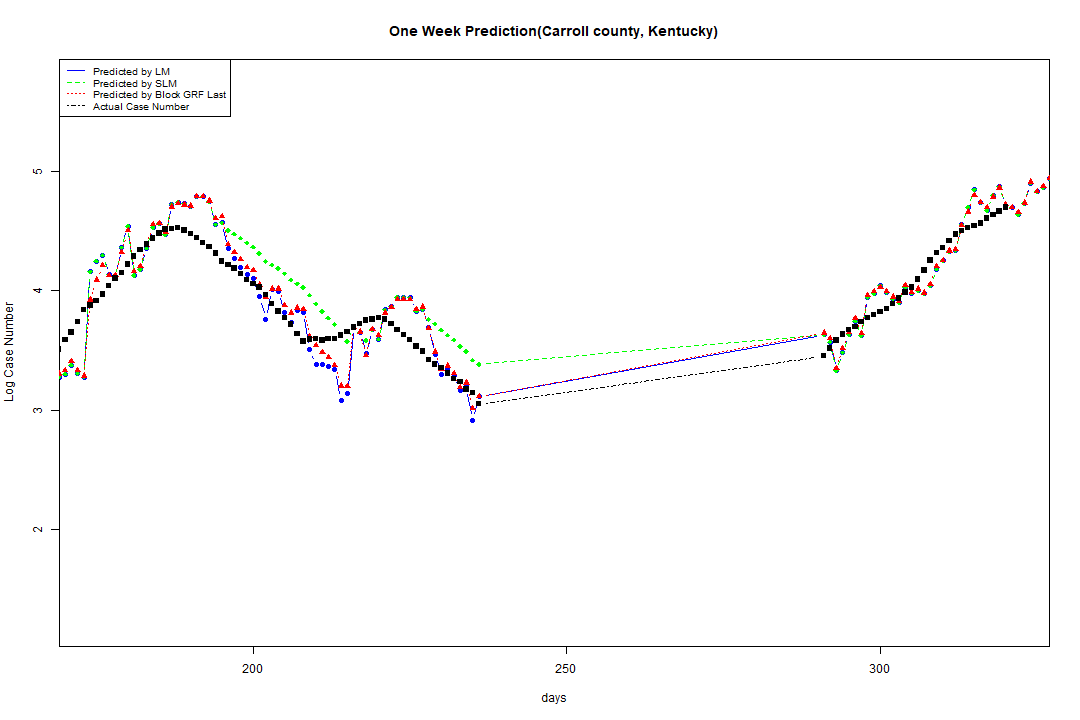 One Week Prediction(Carroll county, Kentucky)
Predicted by LM
Predicted by SLM
Predicted by Block GRF Last
Actual Case Number
5
4
3
2
Log Case Number
200
250
300
days